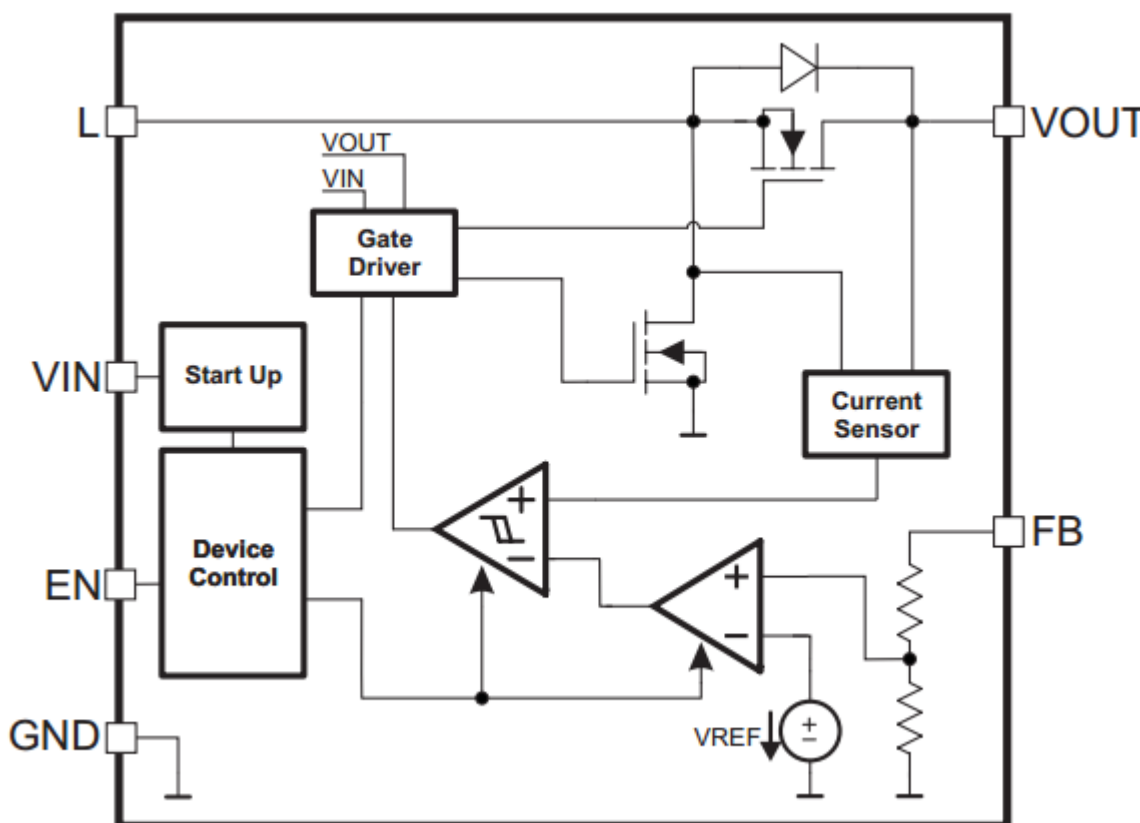 L
VOUT
VOUT
VIN
Gate
Driver
VIN
Start Up
Current
Sensor
+
−
FB
Device
Control
EN
+
−
GND
VREF
+
−